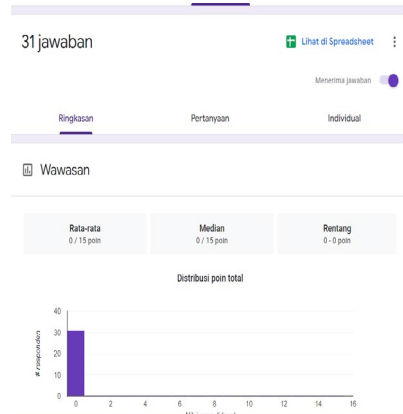 31 jawaban
Lihat di Spreadsheet
Menerima jawaban
Ringkasan Pertanyaan Individual
Wawasan
Rata-rata Median Rentang
0 / 15 poin 0 / 15 poin 0 - 0 poin
Distribusi poin total
# responden
40
30
20
10
0
0 2 4 6 8 10 12 14 16